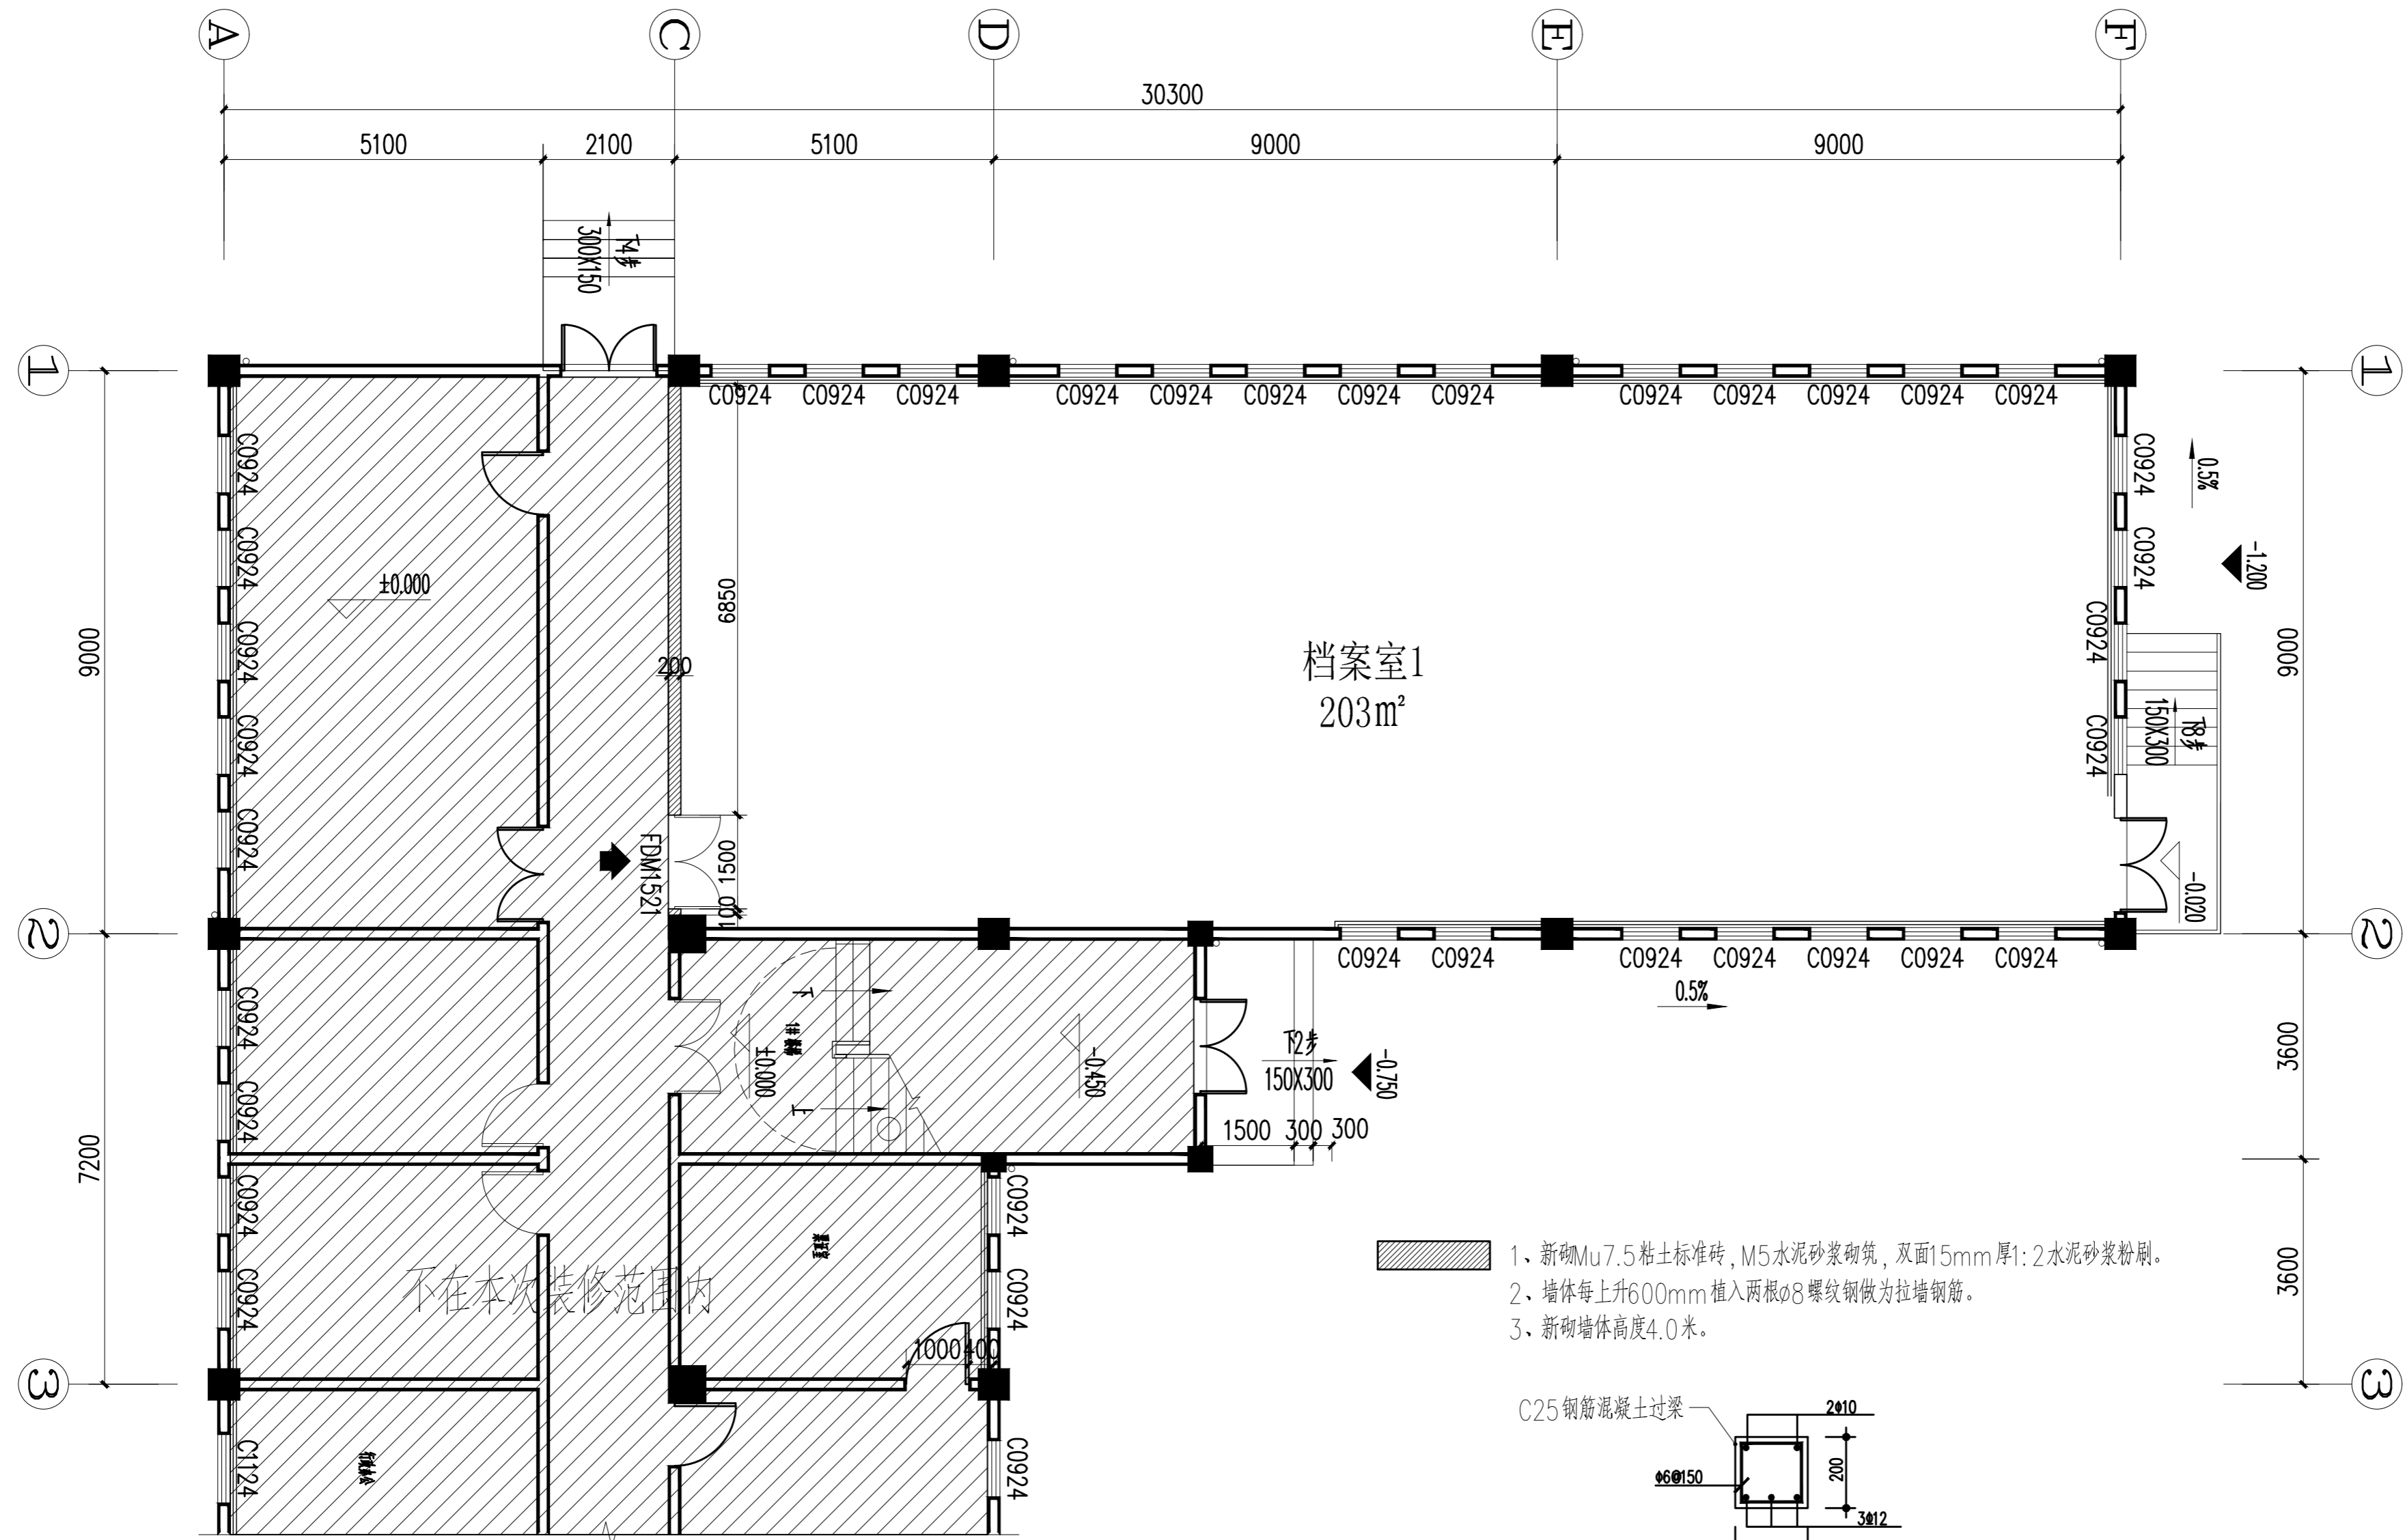 A
C
D
E
F
30300
5100
2100
5100
9000
9000
下4步
300X150
1
1
C0924 C0924 C0924 C0924 C0924 C0924 C0924 C0924 C0924 C0924 C0924 C0924 C0924
C0924
C0924
C0924
C0924
C0924
±0.000
9000
6850
200
档案室1
203m²
C0924
C0924
C0924
C0924
0.5%
-1.200
9000
下8步
150X300
-0.020
FDM1521
1500
100
2
2
C0924 C0924 C0924 C0924 C0924 C0924 C0924
0.5%
C0924
C0924
下
1#楼梯
上
±0.000
-0.450
下2步
150X300
-0.750
1500 300 300
3600
7200
C0924
C0924
C0924
C0924
不在本次装修范围内
1000 400
3600
1、新砌Mu7.5粘土标准砖,M5水泥砂浆砌筑,双面15mm厚1:2水泥砂浆粉刷。
2、墙体每上升600mm植入两根ø8螺纹钢做为拉墙钢筋。
3、新砌墙体高度4.0米。
3
3
C1124
C0924
C25钢筋混凝土过梁
2ϕ10
ϕ6@150
200
3ϕ12